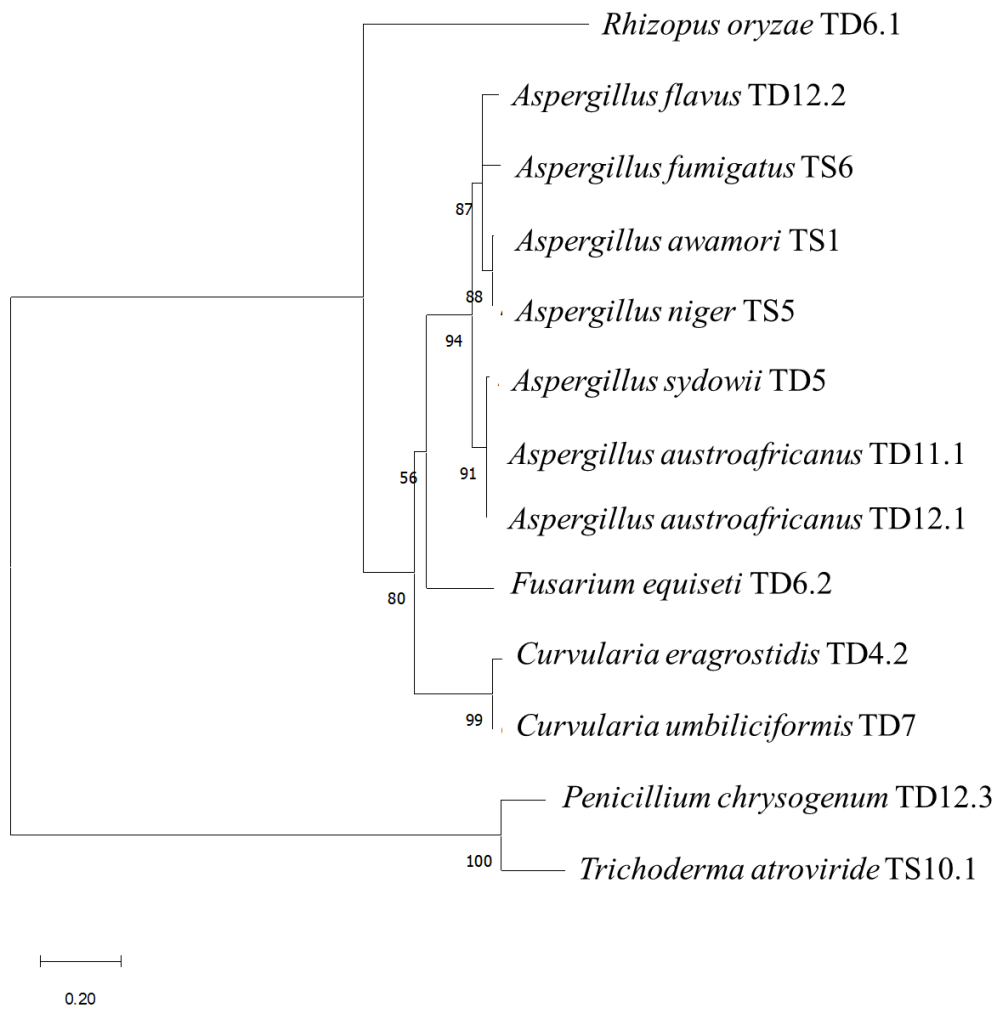 Rhizopus oryzae TD6.1
Aspergillus flavus TD12.2
Aspergillus fumigatus TS6
87
Aspergillus awamori TS1
88
Aspergillus niger TS5
94
Aspergillus sydowii TD5
Aspergillus austroafricanus TD11.1
91
56
Aspergillus austroafricanus TD12.1
Fusarium equiseti TD6.2
80
Curvularia eragrostidis TD4.2
99
Curvularia umbiliciformis TD7
Penicillium chrysogenum TD12.3
100
Trichoderma atroviride TS10.1
0.20